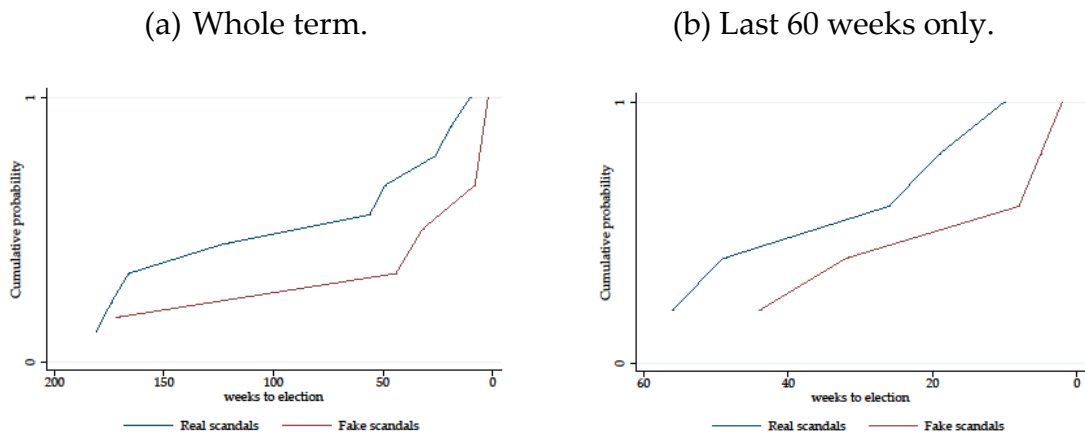 (a) Whole term.
Cumulative probability
1
0
200 150 100 50 0
weeks to election
Real scandals Fake scandals
(b) Last 60 weeks only.
Cumulative probability
1
0
60 40 20 0
weeks to election
Real scandals Fake scandals